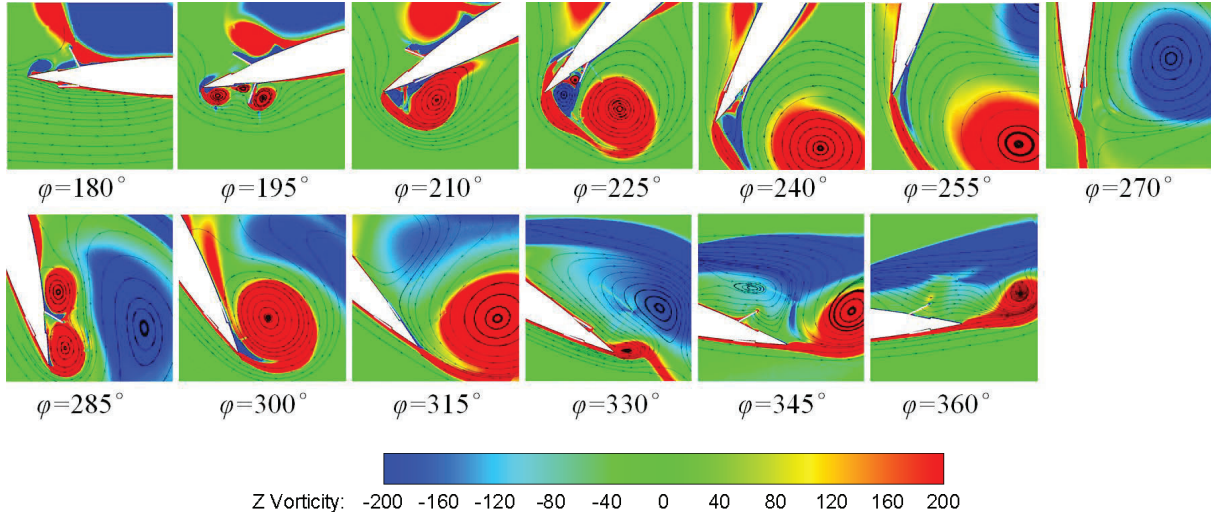 φ=180° φ=195° φ=210° φ=225° φ=240° φ=255° φ=270°
φ=285° φ=300° φ=315° φ=330° φ=345° φ=360°
Z Vorticity: -200 -160 -120 -80 -40 0 40 80 120 160 200